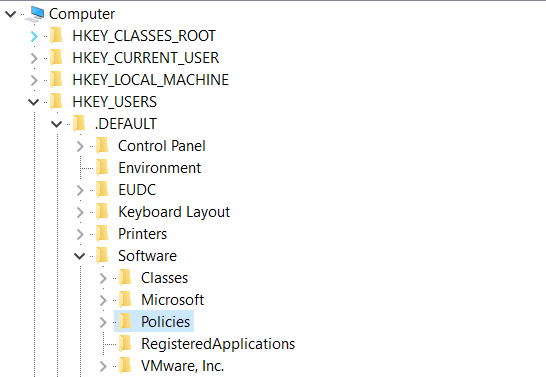 Computer
HKEY_CLASSES_ROOT
HKEY_CURRENT_USER
HKEY_LOCAL_MACHINE
HKEY_USERS
.DEFAULT
Control Panel
Environment
EUDC
Keyboard Layout
Printers
Software
Classes
Microsoft
Policies
RegisteredApplications
VMware, Inc.